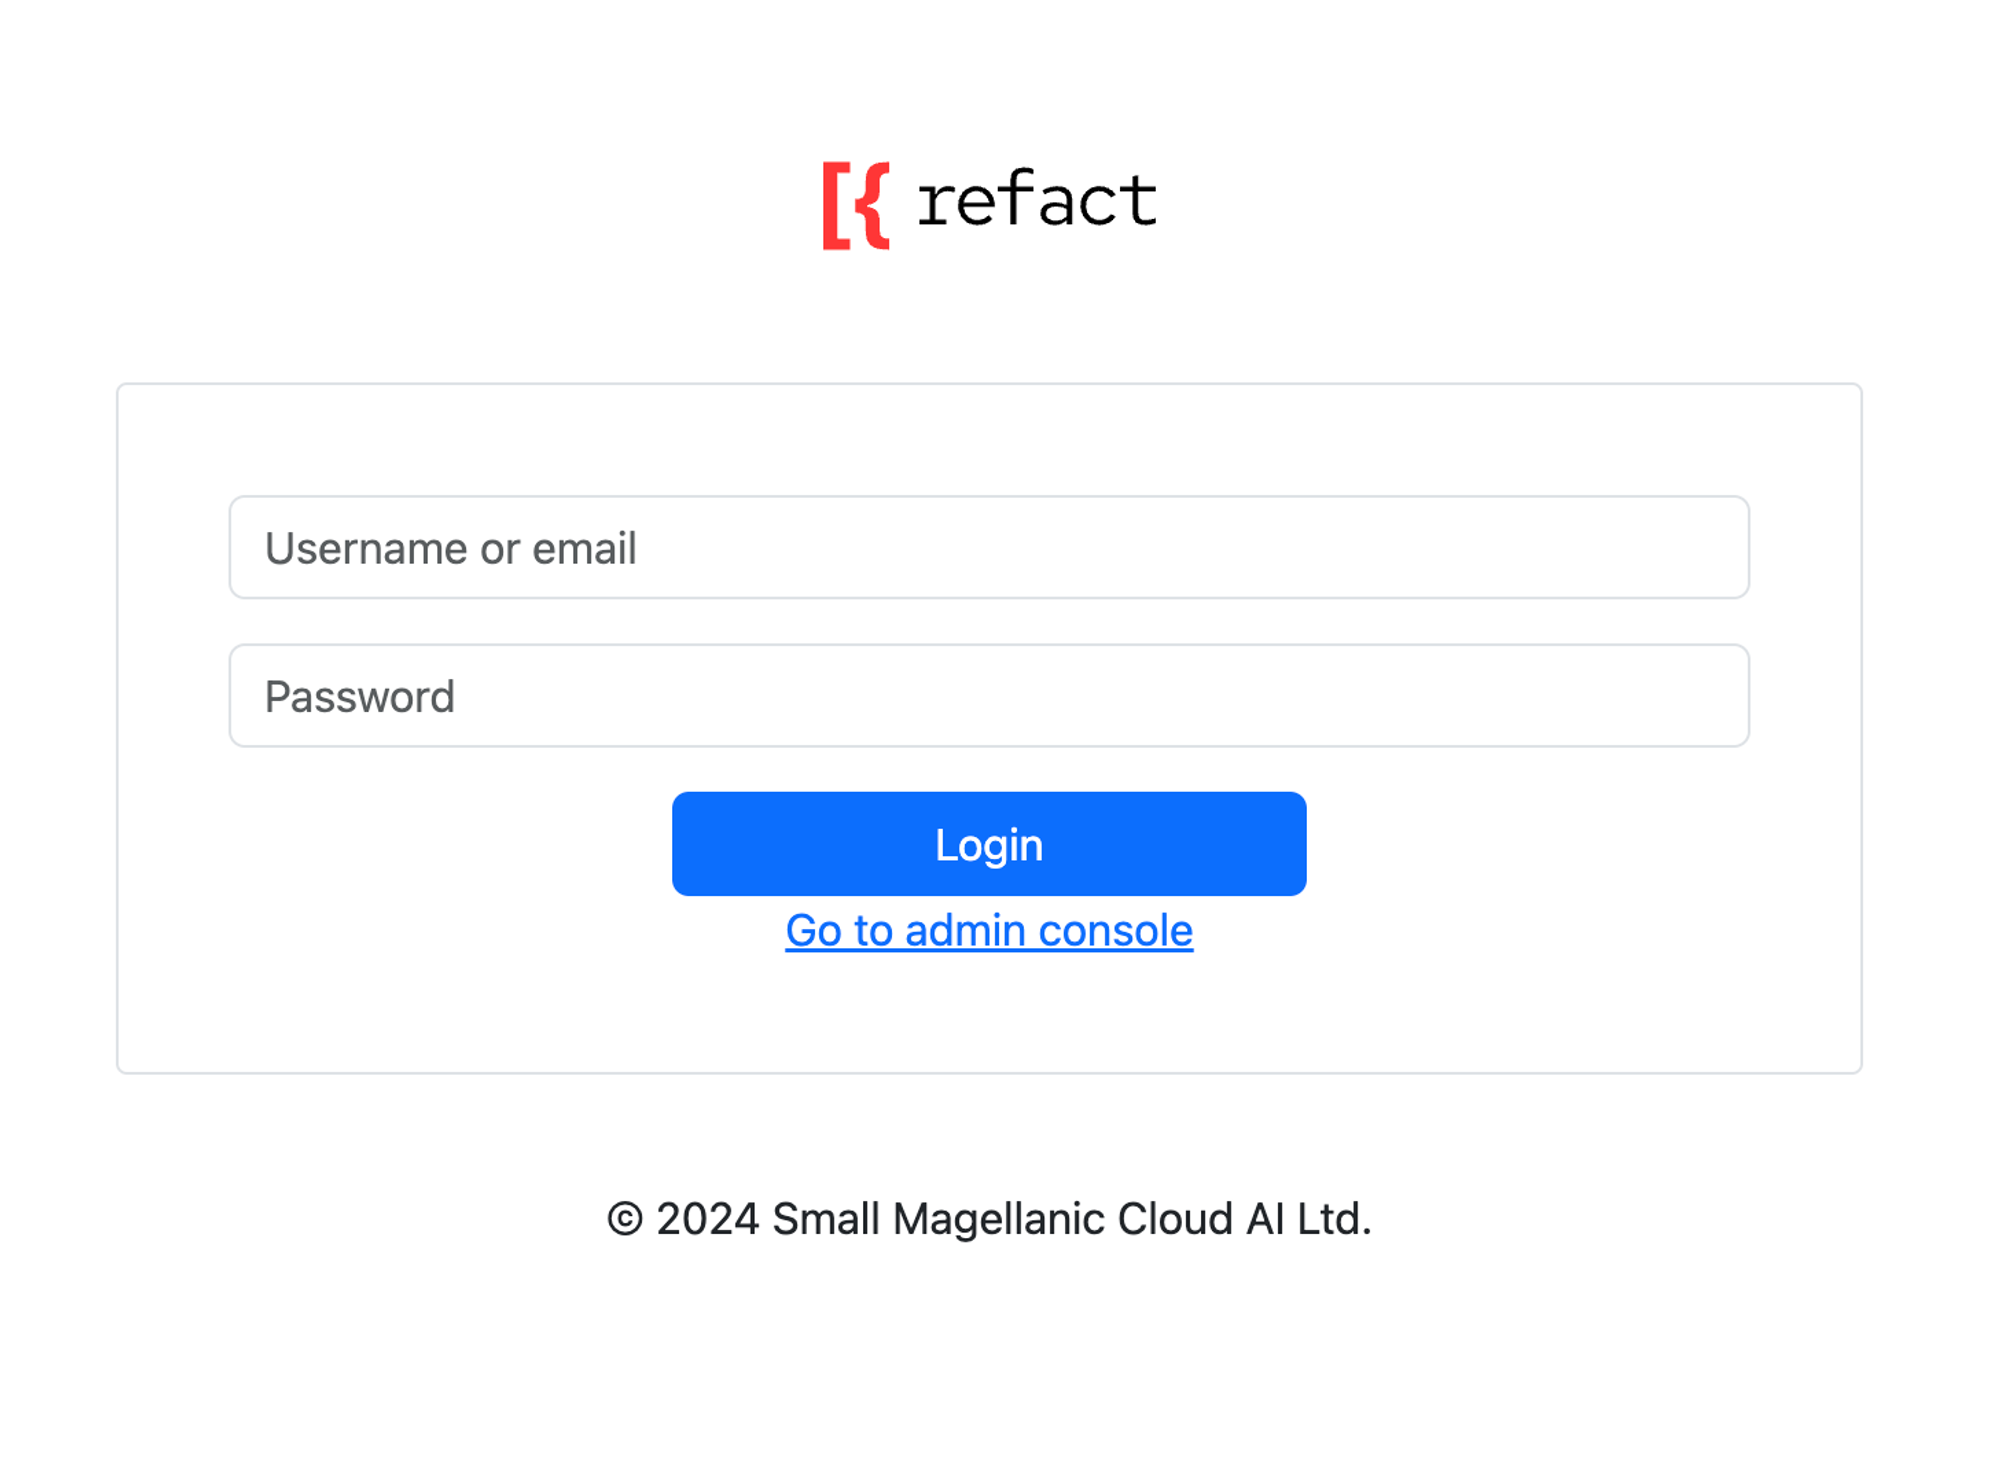 [{ refact
Username or email
Password
Login
Go to admin console
© 2024 Small Magellanic Cloud AI Ltd.